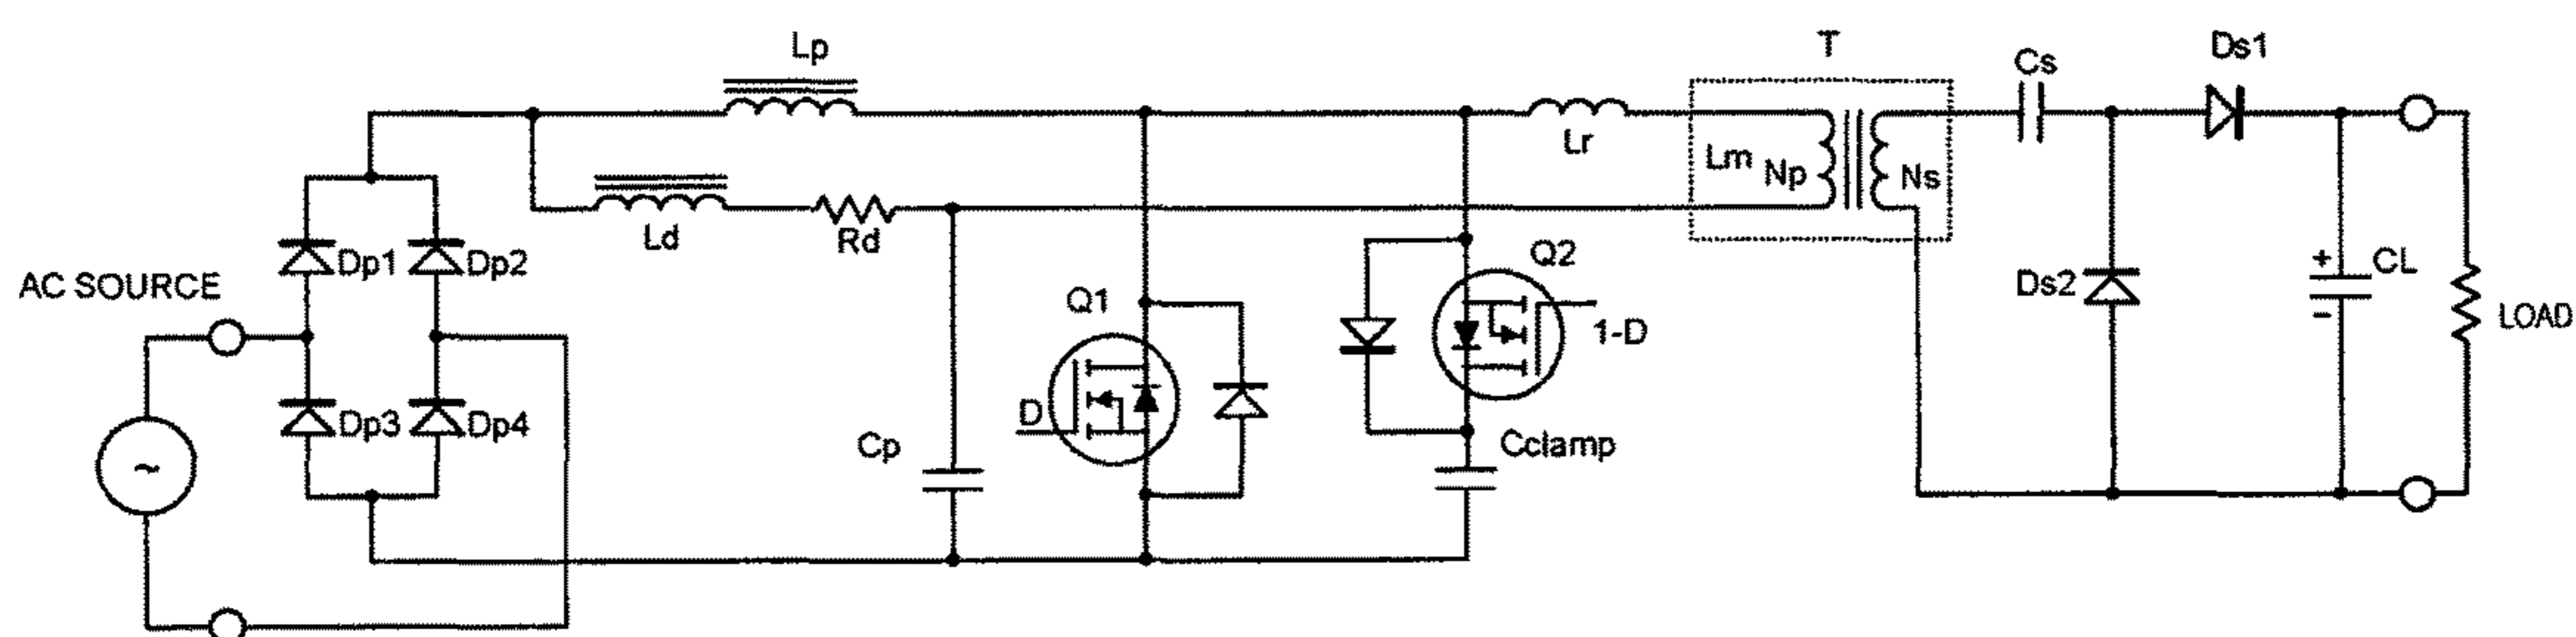 Lp
T
Cs
Ds1
Lr
Lm
Np
Ns
Ld
Rd
Dp1
Dp2
AC SOURCE
Q1
Q2
1-D
Ds2
+
CL
-
LOAD
D
Dp3
Dp4
Cp
Cclamp
~